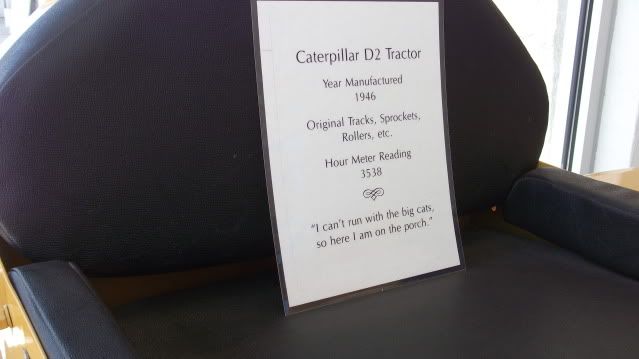 Caterpillar D2 Tractor
Year Manufactured
1946
Original Tracks, Sprockets,
Rollers, etc.
Hour Meter Reading
3538
"I can't run with the big cats,
so here I am on the porch."